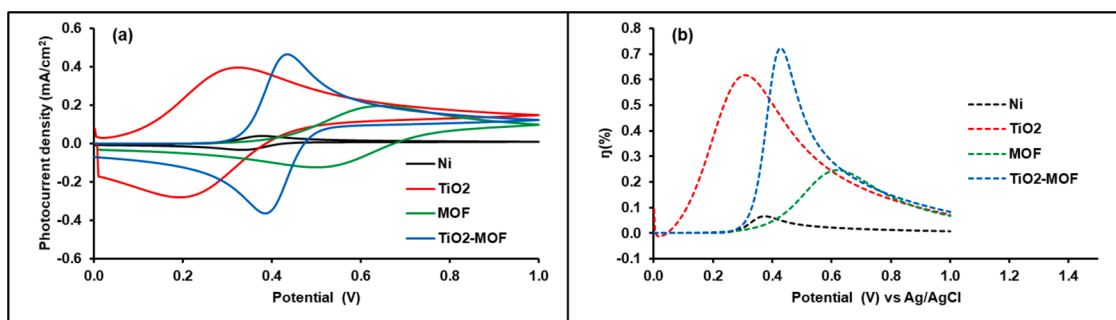 (a)
Photocurrent density (mA/cm²)
0.6
0.4
0.2
0.0
-0.2
-0.4
-0.6
0.0 0.2 0.4 0.6 0.8 1.0
Potential (V)
Ni
TiO2
MOF
TiO2-MOF
(b)
η(%)
0.8
0.7
0.6
0.5
0.4
0.3
0.2
0.1
0.0
-0.1
0.0 0.2 0.4 0.6 0.8 1.0 1.2 1.4
Potential (V) vs Ag/AgCl
Ni
TiO2
MOF
TiO2-MOF